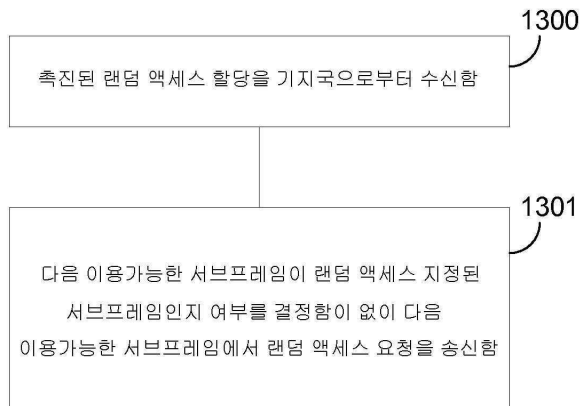 1300
촉진된 랜덤 액세스 할당을 기지국으로부터 수신함
1301
다음 이용가능한 서브프레임이 랜덤 액세스 지정된
서브프레임인지 여부를 결정함이 없이 다음
이용가능한 서브프레임에서 랜덤 액세스 요청을 송신함